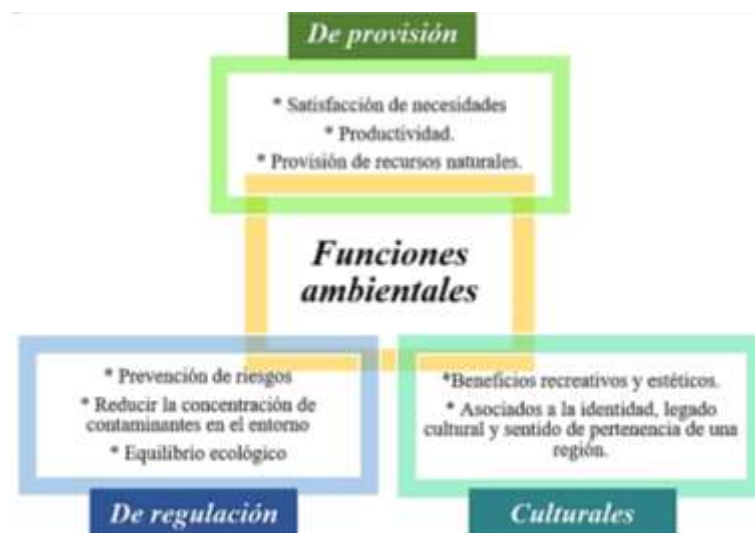 De provisión
* Satisfacción de necesidades
* Productividad.
* Provisión de recursos naturales.
Funciones
ambientales
* Prevención de riesgos
* Reducir la concentración de
contaminantes en el entorno
* Equilibrio ecológico
De regulación
*Beneficios recreativos y estéticos.
* Asociados a la identidad, legado
cultural y sentido de pertenencia de una
región.
Culturales